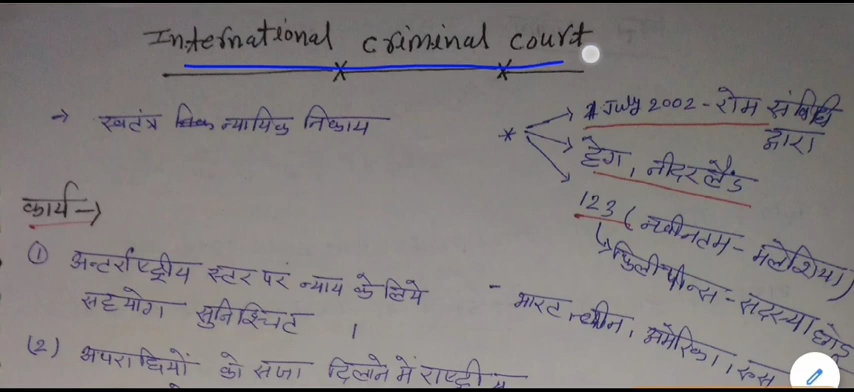 International criminal court
→ स्वतंत्र न्यायिक निकाय
* → 1 July 2002 - रोम संविधि द्वारा
→ हेग, नीदरलैंड
→ 123 (नवीनतम - मलेशिया)
↳ फिलीपीन्स - सदस्यता छोड़
- भारत, चीन, अमेरिका, रूस
कार्य →
① अन्तर्राष्ट्रीय स्तर पर न्याय के लिये
सहयोग सुनिश्चित ।
(2) अपराधियों को सजा दिलाने में राष्ट्रीय